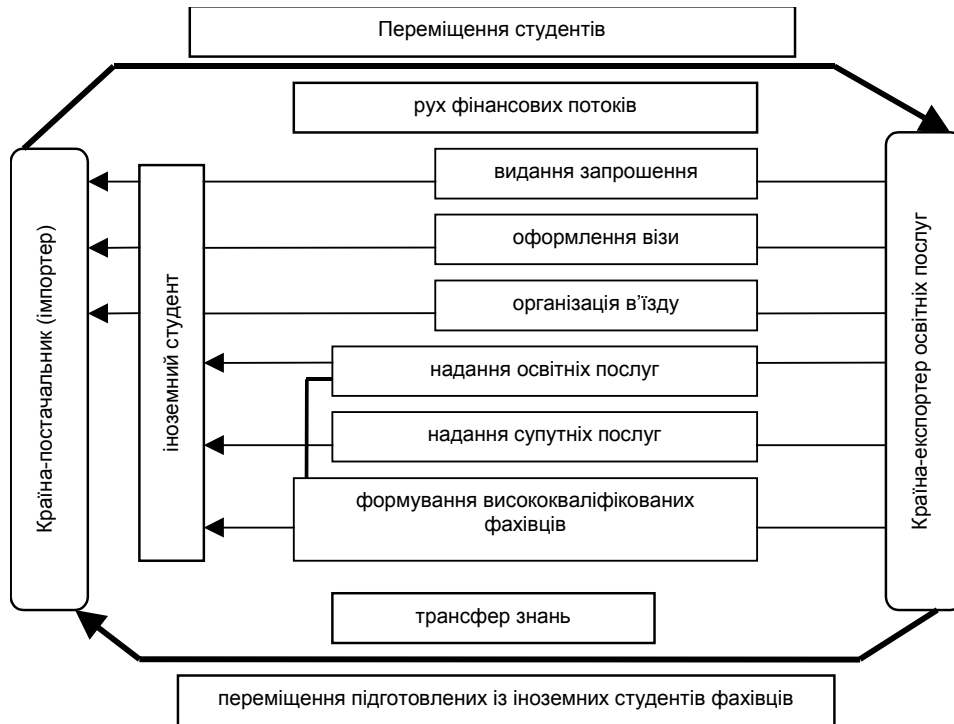 Переміщення студентів
рух фінансових потоків
Країна-постачальник (імпортер)
іноземний студент
видання запрошення
оформлення візи
організація в’їзду
надання освітніх послуг
надання супутніх послуг
формування висококваліфікованих
фахівців
Країна-експортер освітніх послуг
трансфер знань
переміщення підготовлених із іноземних студентів фахівців